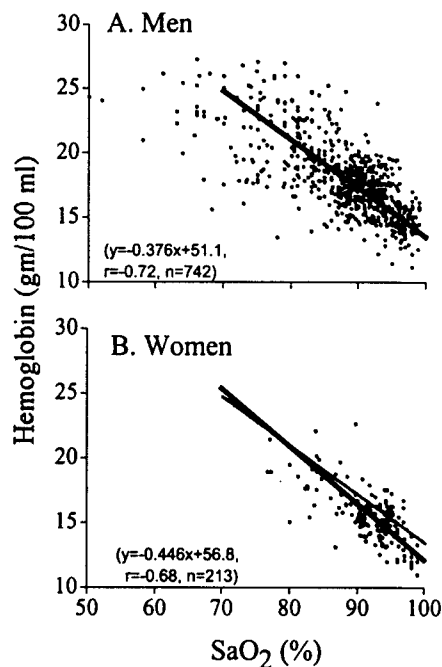 A. Men
30
25
20
15
10
(y=-0.376x+51.1,
r=-0.72, n=742)
Hemoglobin (gm/100 ml)
B. Women
30
25
20
15
10
(y=-0.446x+56.8,
r=-0.68, n=213)
50 60 70 80 90 100
SaO₂ (%)